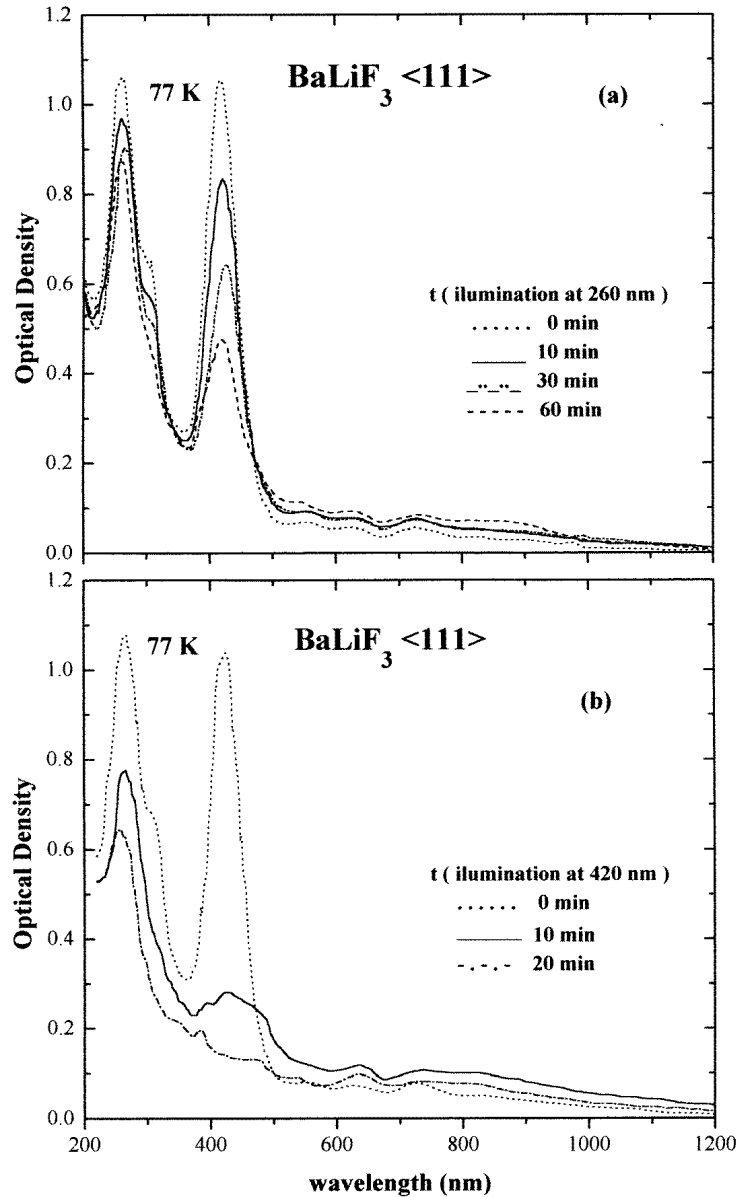 1.2
1.0
0.8
0.6
0.4
0.2
0.0
Optical Density
77 K
BaLiF3 <111>
(a)
t ( ilumination at 260 nm )
0 min
10 min
30 min
60 min
1.2
1.0
0.8
0.6
0.4
0.2
0.0
Optical Density
77 K
BaLiF3 <111>
(b)
t ( ilumination at 420 nm )
0 min
10 min
20 min
200 400 600 800 1000 1200
wavelength (nm)